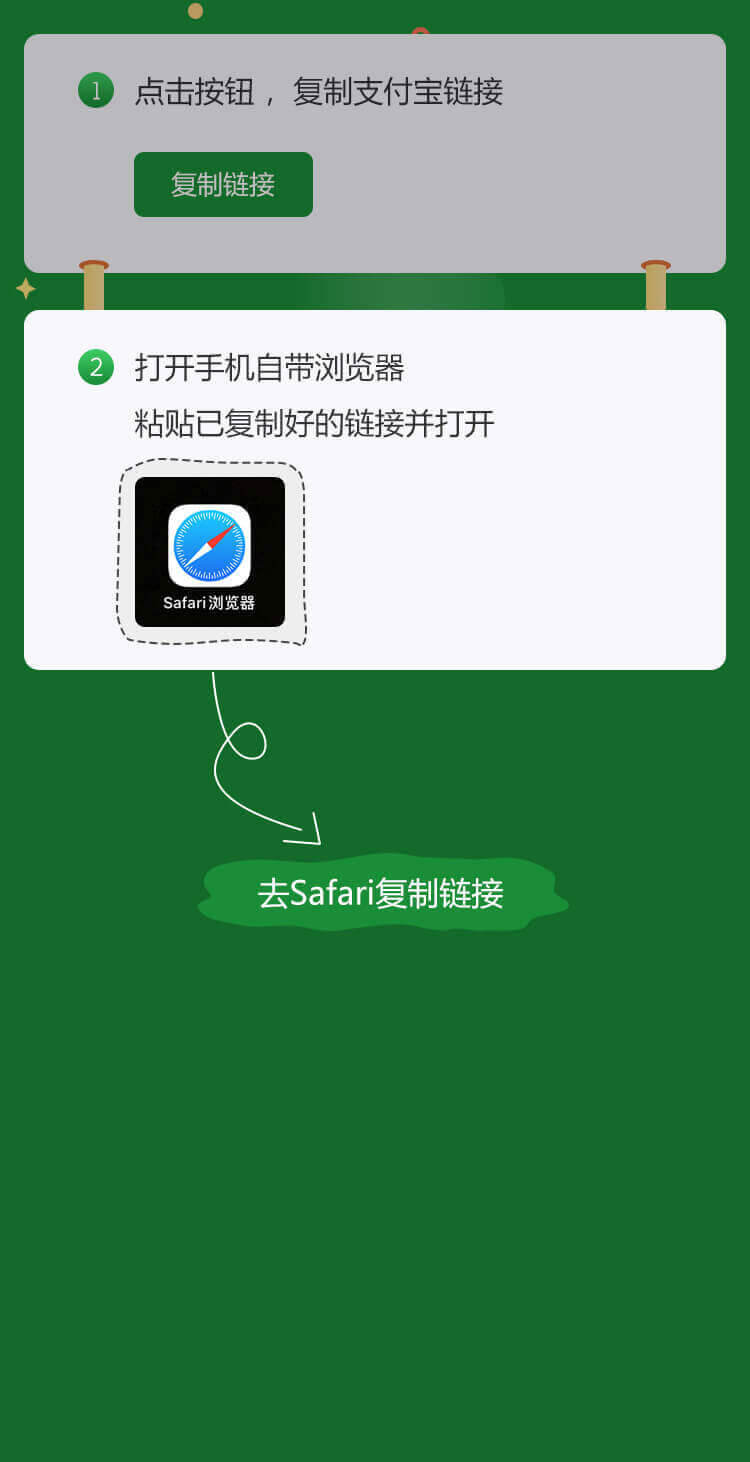 1 点击按钮，复制支付宝链接
复制链接
2 打开手机自带浏览器
粘贴已复制好的链接并打开
Safari浏览器
去Safari复制链接